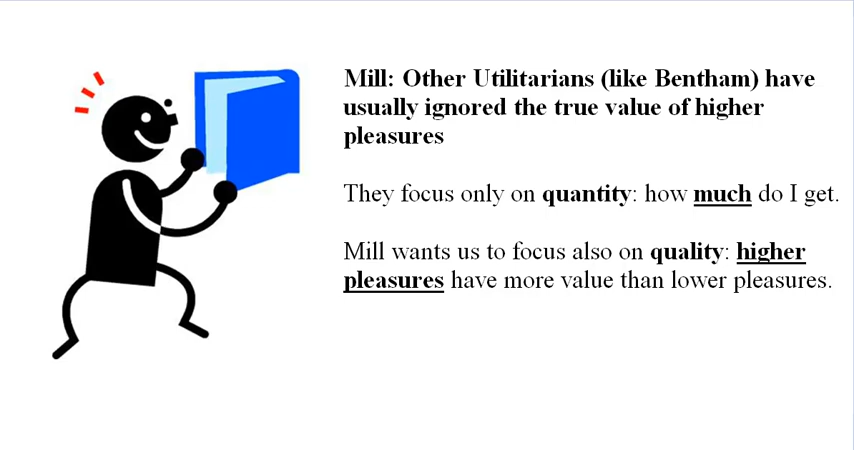 Mill: Other Utilitarians (like Bentham) have
usually ignored the true value of higher
pleasures
They focus only on quantity: how much do I get.
Mill wants us to focus also on quality: higher
pleasures have more value than lower pleasures.